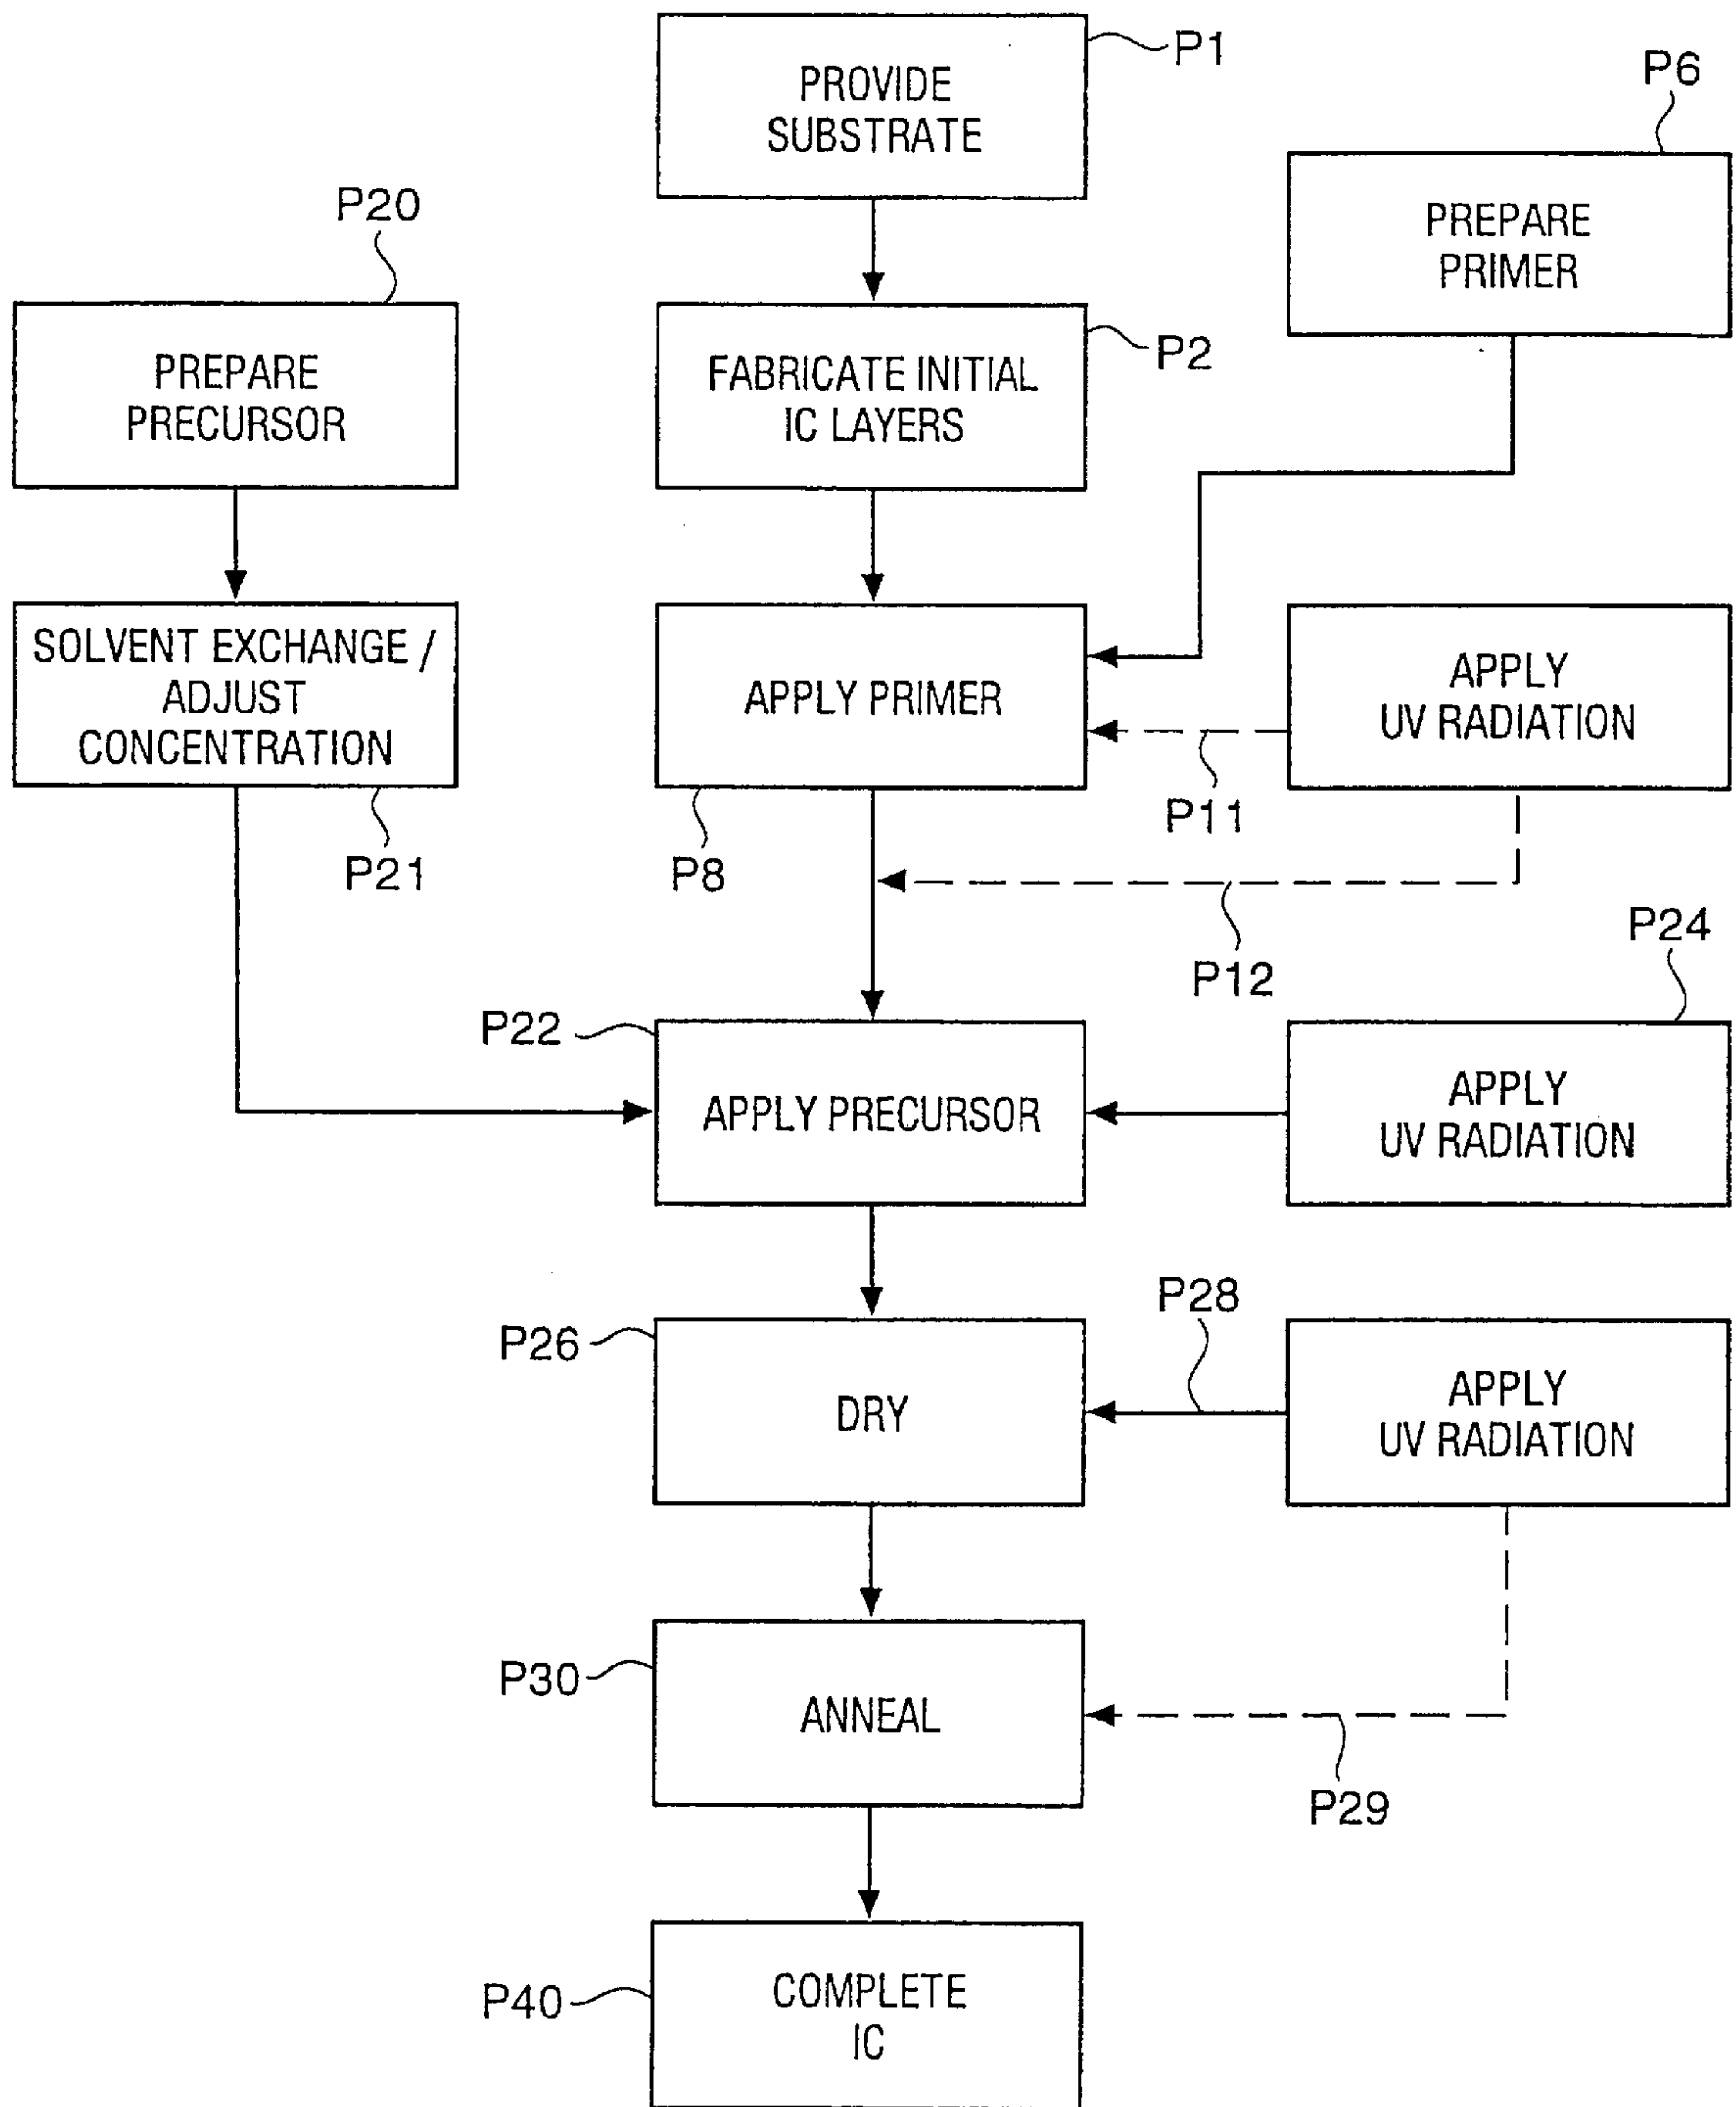 P1
PROVIDE
SUBSTRATE
P6
PREPARE
PRIMER
P20
PREPARE
PRECURSOR
P2
FABRICATE INITIAL
IC LAYERS
SOLVENT EXCHANGE /
ADJUST
CONCENTRATION
P21
APPLY PRIMER
P8
APPLY
UV RADIATION
P11
P12
P24
P22
APPLY PRECURSOR
APPLY
UV RADIATION
P26
DRY
P28
APPLY
UV RADIATION
P30
ANNEAL
P29
P40
COMPLETE
IC